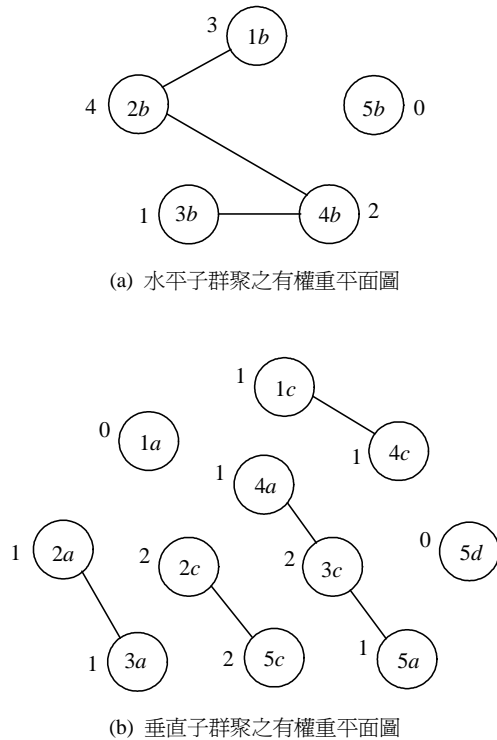 3 1b
4 2b 5b 0
1 3b 4b 2
(a) 水平子群聚之有權重平面圖
1 1c
0 1a 1 4c
1 4a
1 2a 2 2c 2 3c 0 5d
1 3a 2 5c 1 5a
(b) 垂直子群聚之有權重平面圖